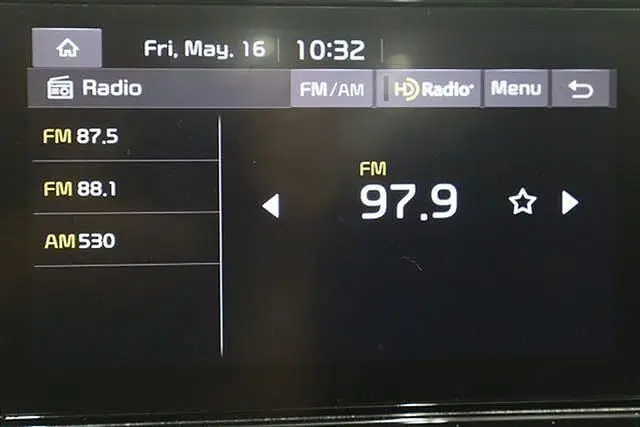 Fri, May. 16 10:32
Radio FM/AM HD Radio Menu
FM 87.5
FM 88.1
AM 530
FM
97.9